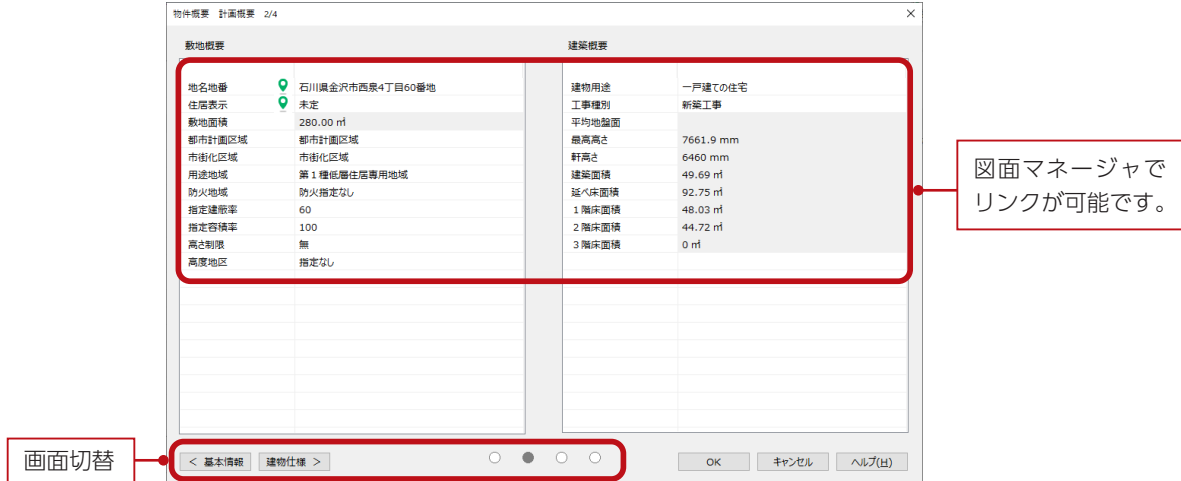 物件概要 計画概要 2/4
敷地概要
地名地番 石川県金沢市西泉4丁目60番地
住居表示 未定
敷地面積 280.00 ㎡
都市計画区域 都市計画区域
市街化区域 市街化区域
用途地域 第1種低層住居専用地域
防火地域 防火指定なし
指定建蔽率 60
指定容積率 100
高さ制限 無
高度地区 指定なし
建築概要
建物用途 一戸建ての住宅
工事種別 新築工事
平均地盤面
最高高さ 7661.9 mm
軒高さ 6460 mm
建築面積 49.69 ㎡
延べ床面積 92.75 ㎡
1階床面積 48.03 ㎡
2階床面積 44.72 ㎡
3階床面積 0 ㎡
図面マネージャで
リンクが可能です。
画面切替
< 基本情報 建物仕様 > OK キャンセル ヘルプ(H)